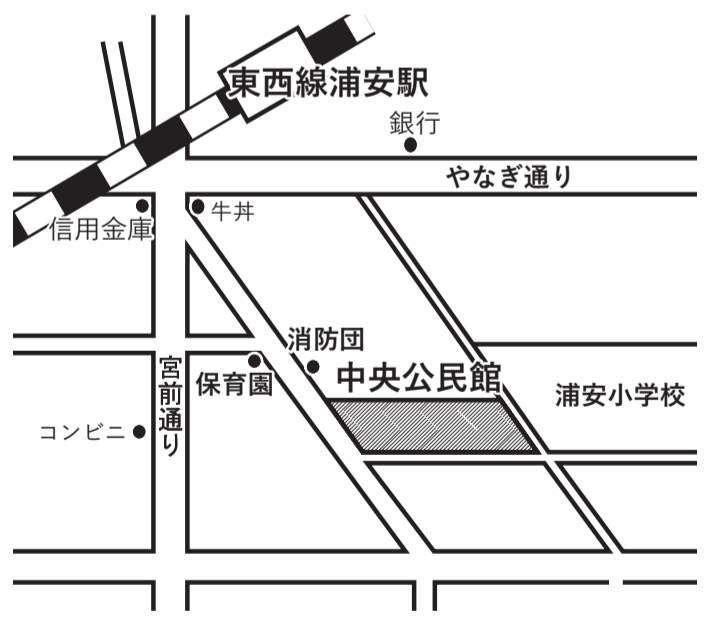 東西線浦安駅
銀行
やなぎ通り
信用金庫
牛丼
消防団
保育園
中央公民館
浦安小学校
宮前通り
コンビニ